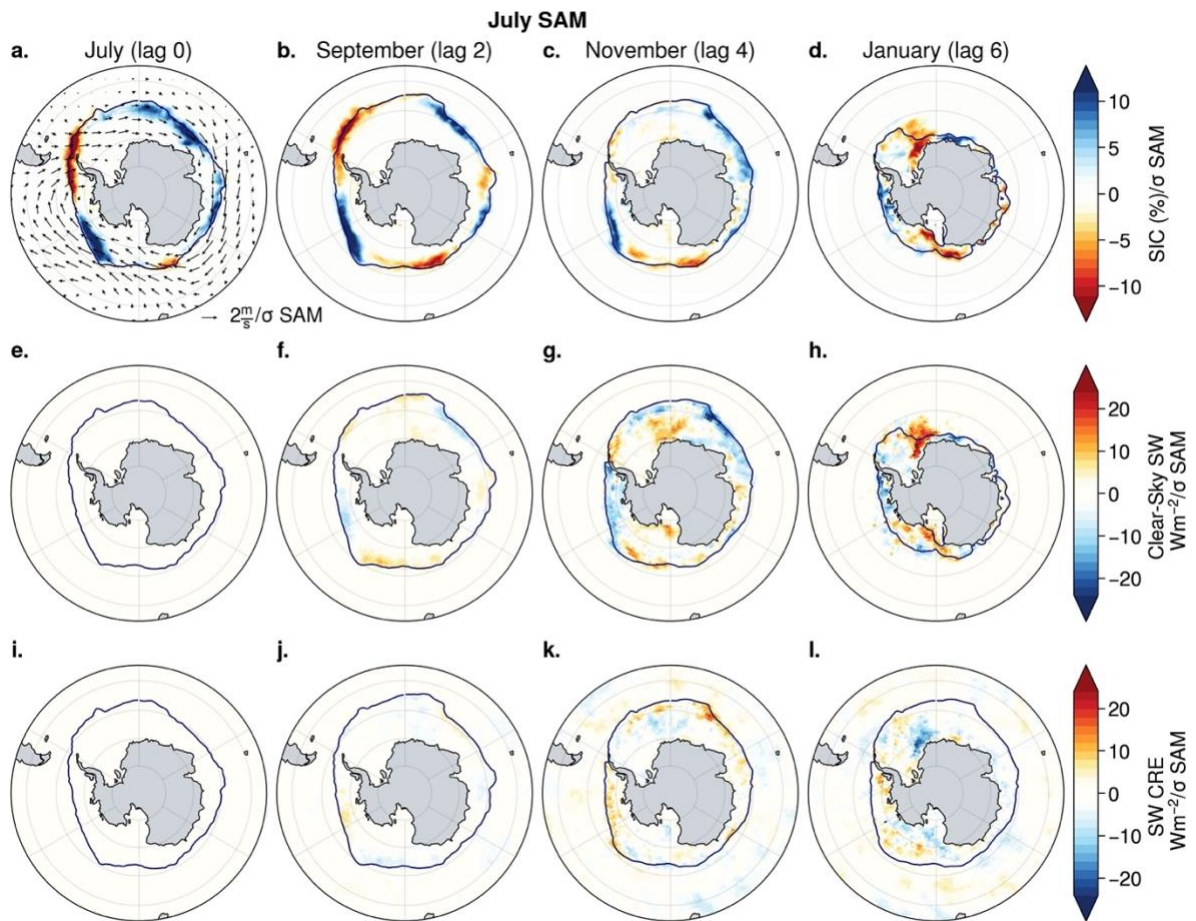 July SAM
a. July (lag 0)
b. September (lag 2)
c. November (lag 4)
d. January (lag 6)
→ 2 m/s /σ SAM
10
5
0
−5
−10
SIC (%)/σ SAM
e.
f.
g.
h.
20
10
0
−10
−20
Clear-Sky SW
Wm⁻²/σ SAM
i.
j.
k.
l.
20
10
0
−10
−20
SW CRE
Wm⁻²/σ SAM